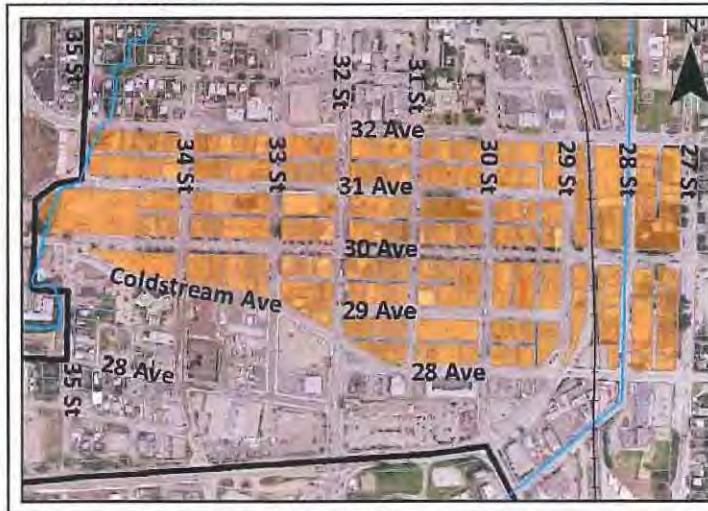 35 St
32 St
31 St
N
32 Ave
34 St
33 St
30 St
29 St
28 St
27 St
31 Ave
30 Ave
Coldstream Ave
29 Ave
28 Ave
28 Ave
35 St